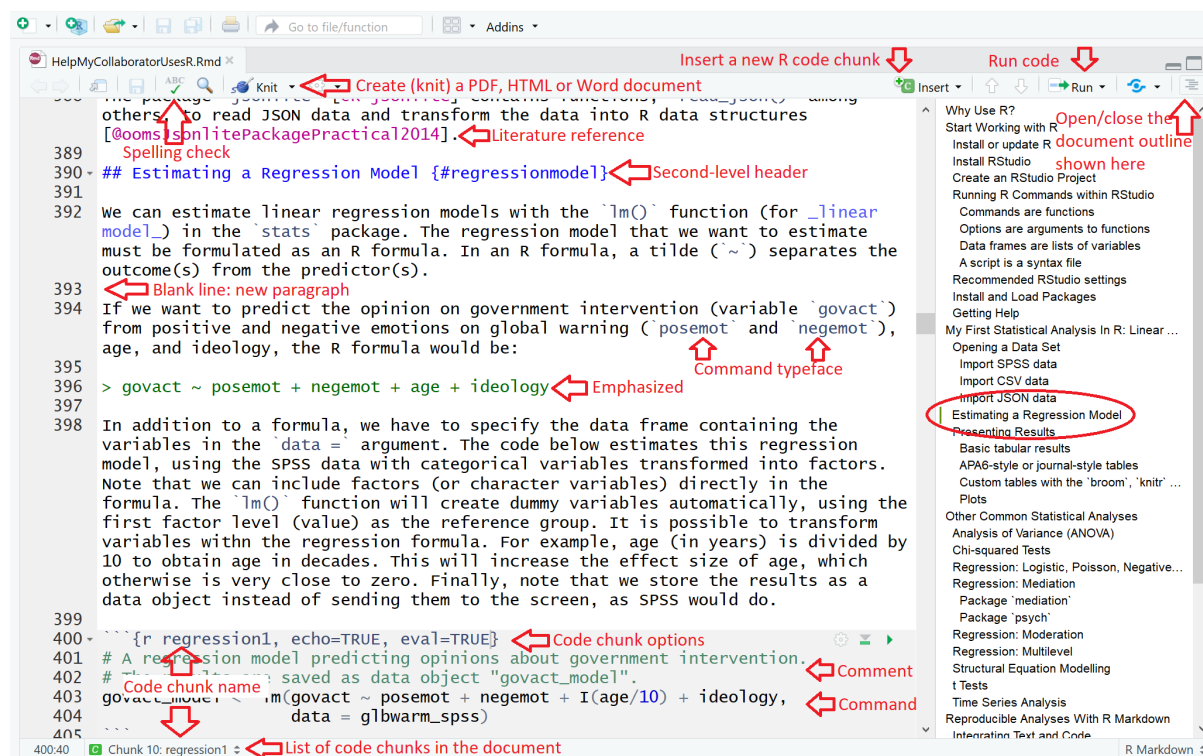 Go to file/function
Addins
HelpMyCollaboratorUsesR.Rmd
Insert a new R code chunk
Run code
ABC
Knit
Create (knit) a PDF, HTML or Word document
Insert
Run
others, to read JSON data and transform the data into R data structures
[@oomsJsonlitePackagePractical2014].
Literature reference
Spelling check
389
390 ## Estimating a Regression Model {#regressionmodel}
Second-level header
391
392 We can estimate linear regression models with the `lm()` function (for _linear
model_) in the `stats` package. The regression model that we want to estimate
must be formulated as an R formula. In an R formula, a tilde (`~`) separates the
outcome(s) from the predictor(s).
393
Blank line: new paragraph
394 If we want to predict the opinion on government intervention (variable `govact`)
from positive and negative emotions on global warning (`posemot` and `negemot`),
age, and ideology, the R formula would be:
Command typeface
395
396 > govact ~ posemot + negemot + age + ideology
Emphasized
397
398 In addition to a formula, we have to specify the data frame containing the
variables in the `data =` argument. The code below estimates this regression
model, using the SPSS data with categorical variables transformed into factors.
Note that we can include factors (or character variables) directly in the
formula. The `lm()` function will create dummy variables automatically, using the
first factor level (value) as the reference group. It is possible to transform
variables withn the regression formula. For example, age (in years) is divided by
10 to obtain age in decades. This will increase the effect size of age, which
otherwise is very close to zero. Finally, note that we store the results as a
data object instead of sending them to the screen, as SPSS would do.
399
400 ```{r regression1, echo=TRUE, eval=TRUE}
Code chunk options
401 # A regression model predicting opinions about government intervention.
Comment
402 # are saved as data object "govact_model".
Code chunk name
403 govact_model lm(govact ~ posemot + negemot + I(age/10) + ideology,
Command
404 data = glbwarm_spss)
405 ```
400:40
Chunk 10: regression1
List of code chunks in the document
R Markdown
Why Use R?
Start Working with R
Open/close the
document outline
shown here
Install or update R
Install RStudio
Create an RStudio Project
Running R Commands within RStudio
Commands are functions
Options are arguments to functions
Data frames are lists of variables
A script is a syntax file
Recommended RStudio settings
Install and Load Packages
Getting Help
My First Statistical Analysis In R: Linear ...
Opening a Data Set
Import SPSS data
Import CSV data
Import JSON data
Estimating a Regression Model
Presenting Results
Basic tabular results
APA6-style or journal-style tables
Custom tables with the `broom`, `knitr` ...
Plots
Other Common Statistical Analyses
Analysis of Variance (ANOVA)
Chi-squared Tests
Regression: Logistic, Poisson, Negative...
Regression: Mediation
Package `mediation`
Package `psych`
Regression: Moderation
Regression: Multilevel
Structural Equation Modelling
t Tests
Time Series Analysis
Reproducible Analyses With R Markdown
Integrating Text and Code